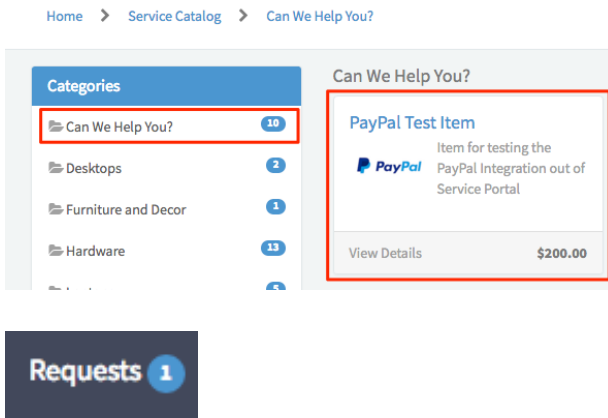 Home > Service Catalog > Can We Help You?
Categories
Can We Help You? 10
Desktops 2
Furniture and Decor 1
Hardware 13
5
Can We Help You?
PayPal Test Item
PayPal
Item for testing the
PayPal Integration out of
Service Portal
View Details $200.00
Requests 1